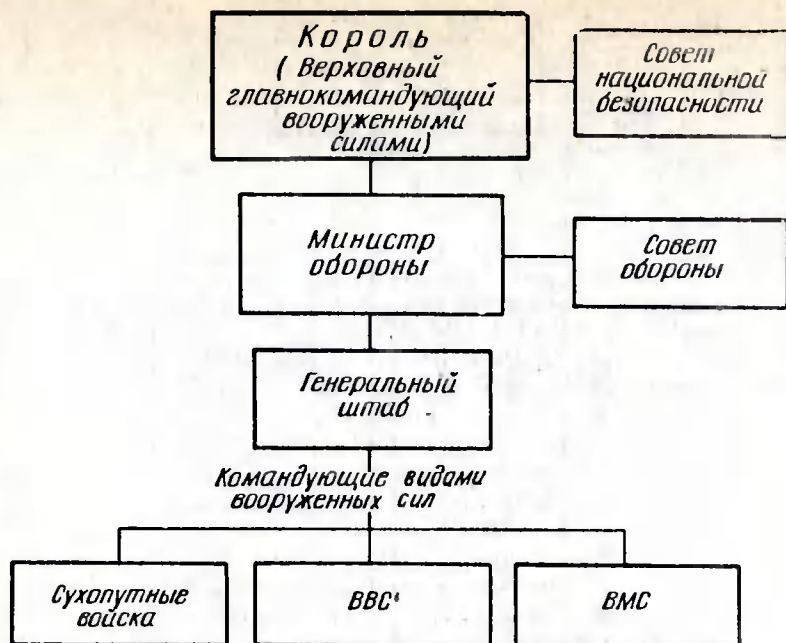 Король
(Верховный
главнокомандующий
вооруженными
силами)
Совет
национальной
безопасности
Министр
обороны
Совет
обороны
Генеральный
штаб
Командующие видами
вооруженных сил
Сухопутные
войска
ВВС
ВМС